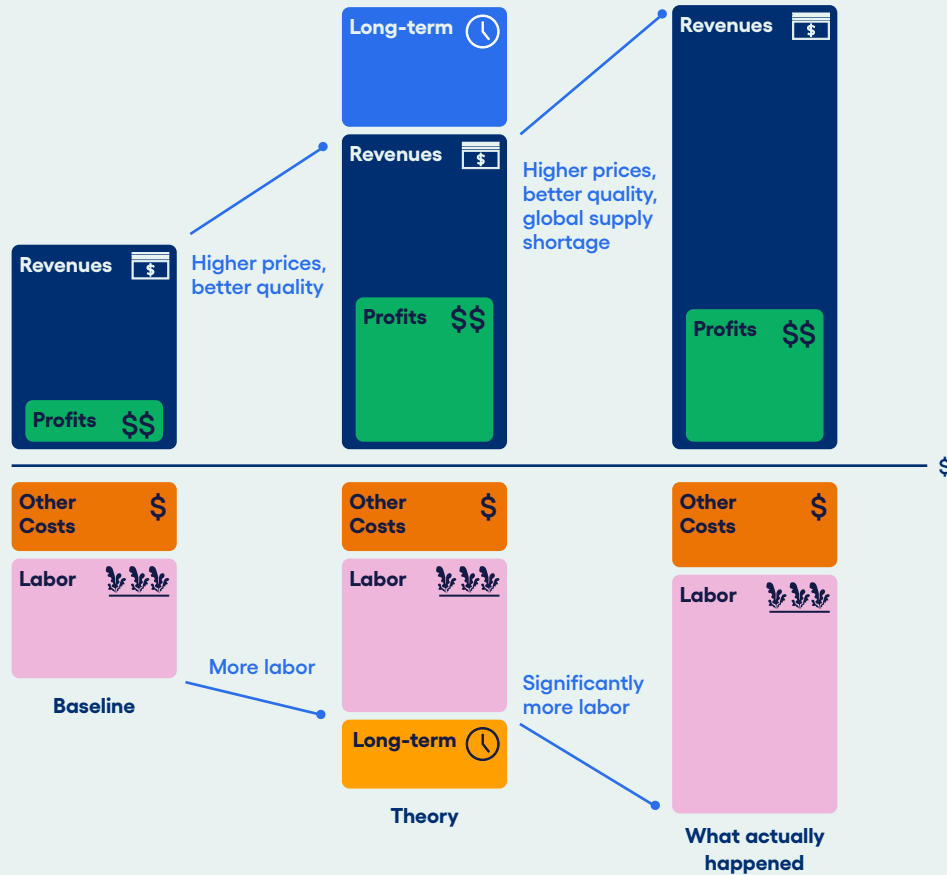 Long-term
Revenues
$
Revenues
$
Higher prices,
better quality,
global supply
shortage
Revenues
$
Higher prices,
better quality
Profits $$
Profits $$
Profits $$
$
Other
Costs $
Other
Costs $
Other
Costs $
Labor
Labor
Labor
More labor
Significantly
more labor
Baseline
Long-term
Theory
What actually
happened